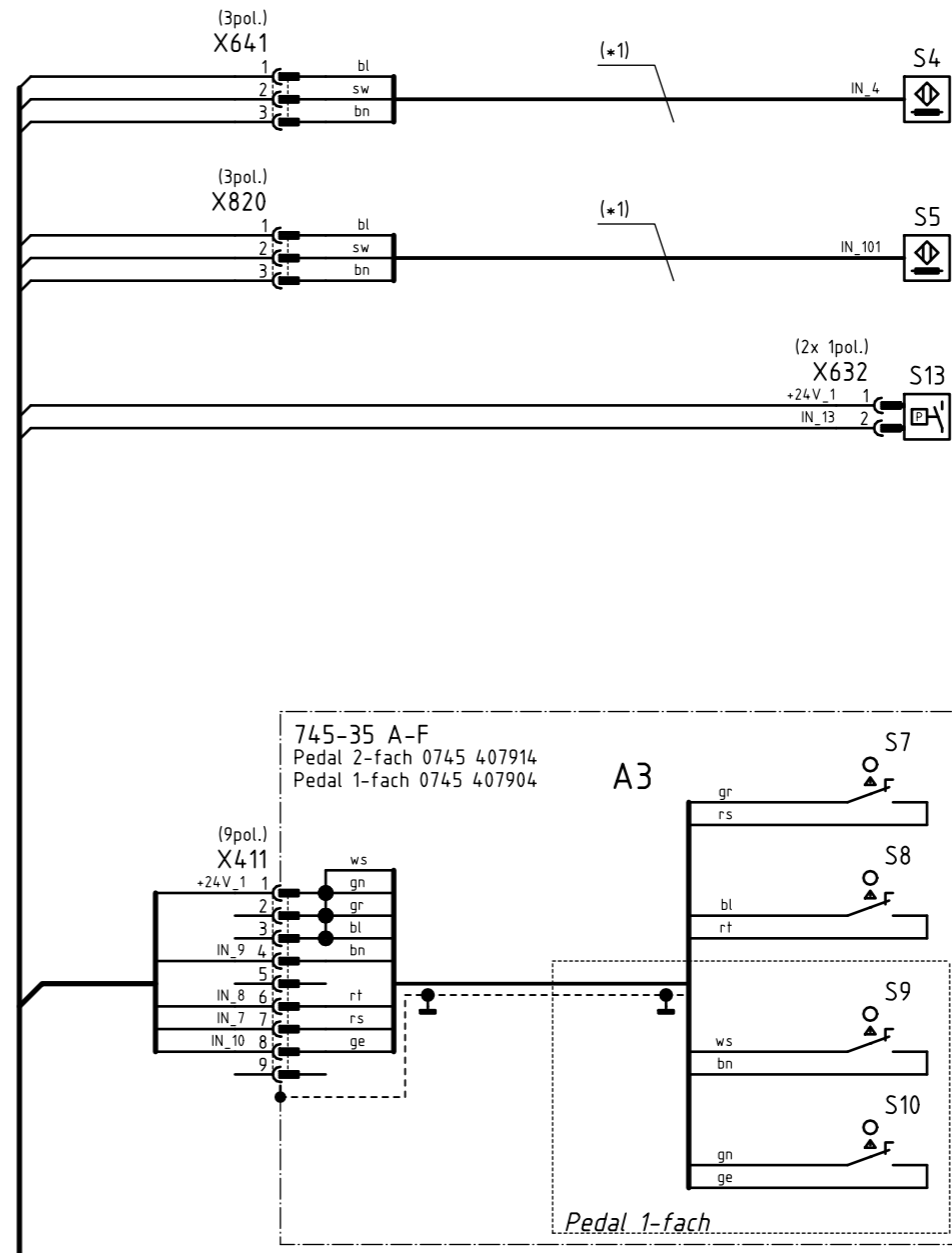 (3pol.)
X641
1 bl
2 sw
3 bn
(*1)
IN_4
S4
(3pol.)
X820
1 bl
2 sw
3 bn
(*1)
IN_101
S5
(2x 1pol.)
X632
S13
+24V_1 1
IN_13 2
P
745-35 A-F
Pedal 2-fach 0745 407914
Pedal 1-fach 0745 407904
A3
S7
gr
rs
S8
bl
rt
(9pol.)
X411
ws
+24V_1 1 gn
2 gr
3 bl
IN_9 4 bn
5
IN_8 6 rt
IN_7 7 rs
IN_10 8 ge
9
S9
ws
bn
S10
gn
ge
Pedal 1-fach